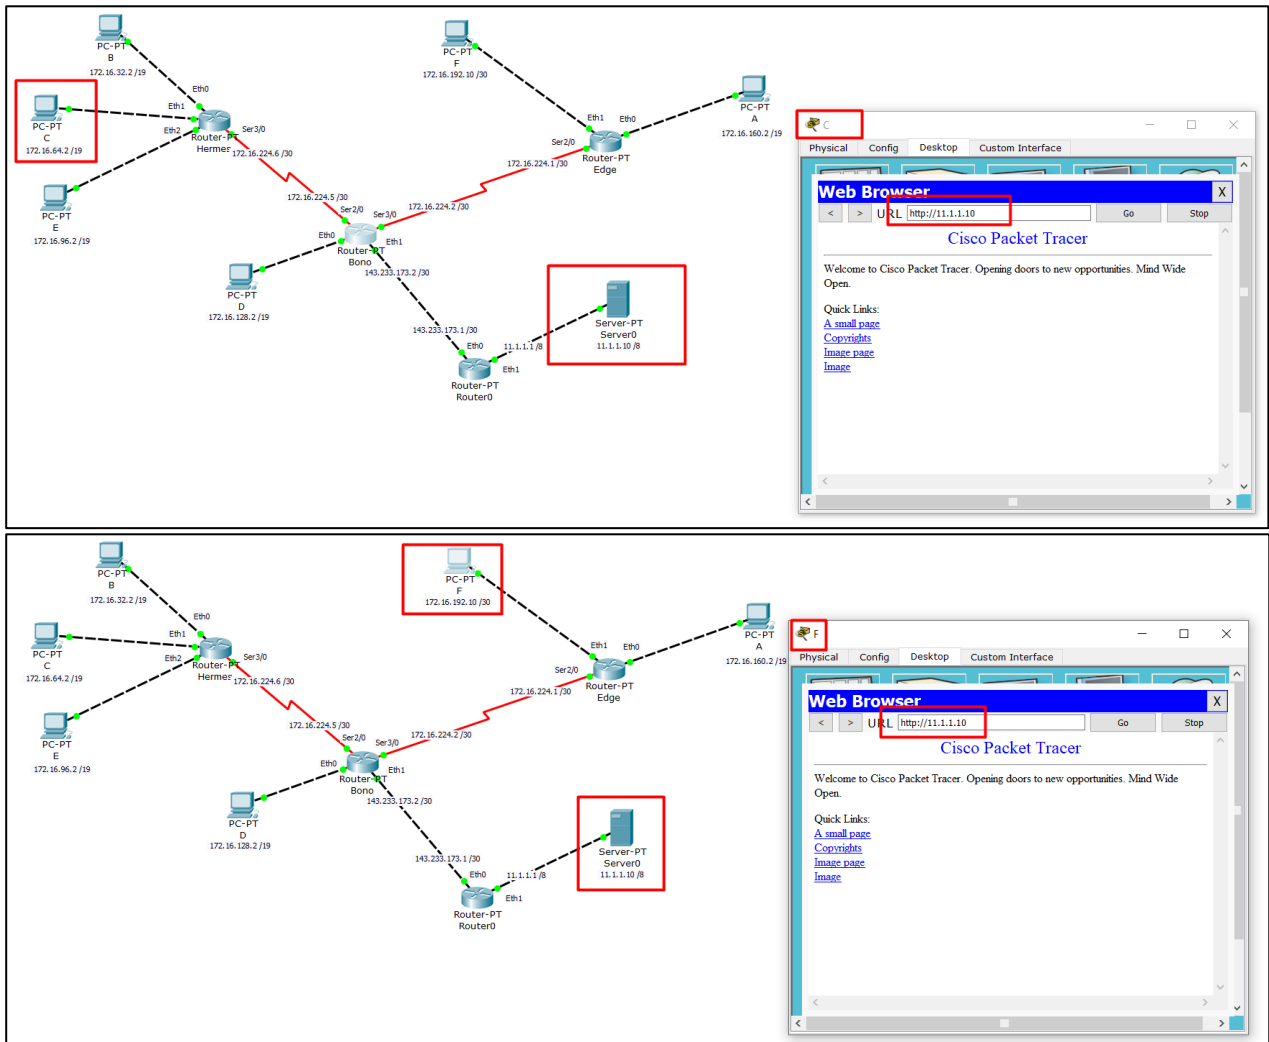 PC-PT
B
172.16.32.2 /19
Eth0
Eth1
PC-PT
C
172.16.64.2 /19
Eth2
Ser3/0
Router-PT
Hermes
172.16.224.6 /30
PC-PT
E
172.16.96.2 /19
PC-PT
F
172.16.192.10 /30
Eth1
Eth0
PC-PT
A
172.16.160.2 /19
Ser2/0
Router-PT
Edge
172.16.224.1 /30
172.16.224.5 /30
172.16.224.2 /30
Ser2/0
Ser3/0
Eth0
Eth1
Router-PT
Bono
143.233.173.2 /30
PC-PT
D
172.16.128.2 /19
143.233.173.1 /30
Eth0
11.1.1.1 /8
Eth1
Router-PT
Router0
Server-PT
Server0
11.1.1.10 /8
C
Physical Config Desktop Custom Interface
Web Browser X
< > URL http://11.1.1.10 Go Stop
Cisco Packet Tracer
Welcome to Cisco Packet Tracer. Opening doors to new opportunities. Mind Wide
Open.
Quick Links:
A small page
Copyrights
Image page
Image
PC-PT
B
172.16.32.2 /19
Eth0
Eth1
PC-PT
C
172.16.64.2 /19
Eth2
Ser3/0
Router-PT
Hermes
172.16.224.6 /30
PC-PT
E
172.16.96.2 /19
PC-PT
F
172.16.192.10 /30
Eth1
Eth0
PC-PT
A
172.16.160.2 /19
Ser2/0
Router-PT
Edge
172.16.224.1 /30
172.16.224.5 /30
172.16.224.2 /30
Ser2/0
Ser3/0
Eth0
Eth1
Router-PT
Bono
143.233.173.2 /30
PC-PT
D
172.16.128.2 /19
143.233.173.1 /30
Eth0
11.1.1.1 /8
Eth1
Router-PT
Router0
Server-PT
Server0
11.1.1.10 /8
F
Physical Config Desktop Custom Interface
Web Browser X
< > URL http://11.1.1.10 Go Stop
Cisco Packet Tracer
Welcome to Cisco Packet Tracer. Opening doors to new opportunities. Mind Wide
Open.
Quick Links:
A small page
Copyrights
Image page
Image